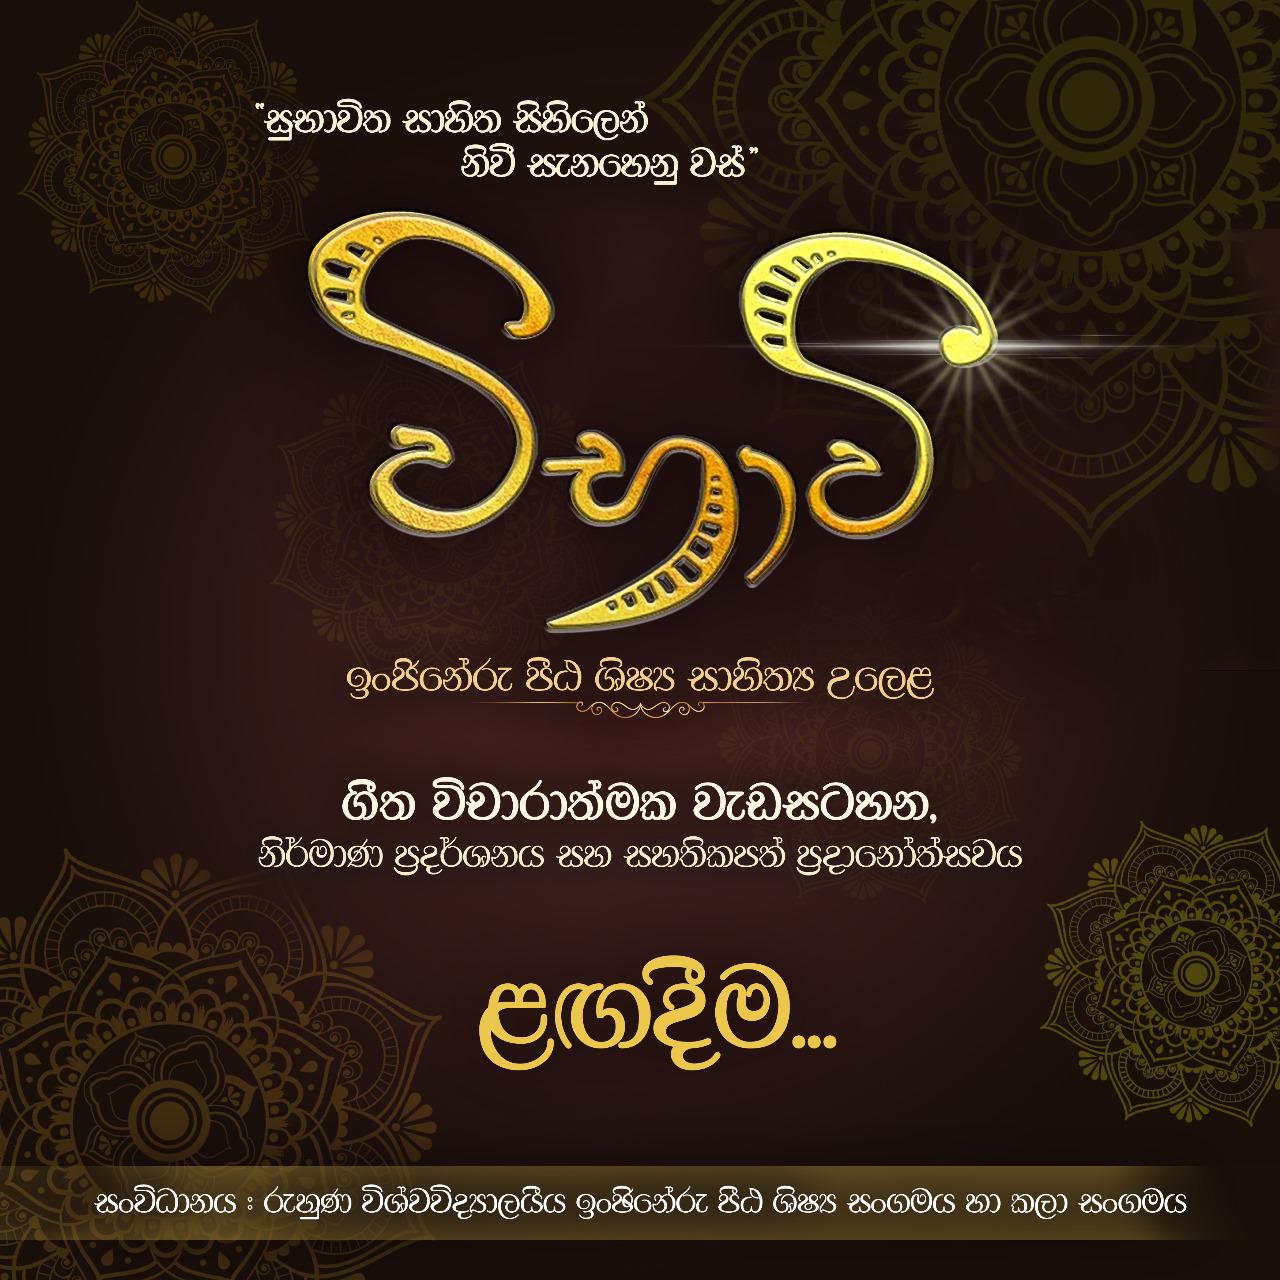 "සුභාවිත සාහිත සිහිලෙන්
නිවී සැනහෙනු වස්"
විභාවි
ඉංජිනේරු පීඨ ශිෂ්‍ය සාහිත්‍ය උලෙළ
ගීත විචාරාත්මක වැඩසටහන,
නිර්මාණ ප්‍රදර්ශනය සහ සහතිකපත් ප්‍රදානෝත්සවය
ළඟදීම...
සංවිධානය : රුහුණ විශ්වවිද්‍යාලයීය ඉංජිනේරු පීඨ ශිෂ්‍ය සංගමය හා කලා සංගමය